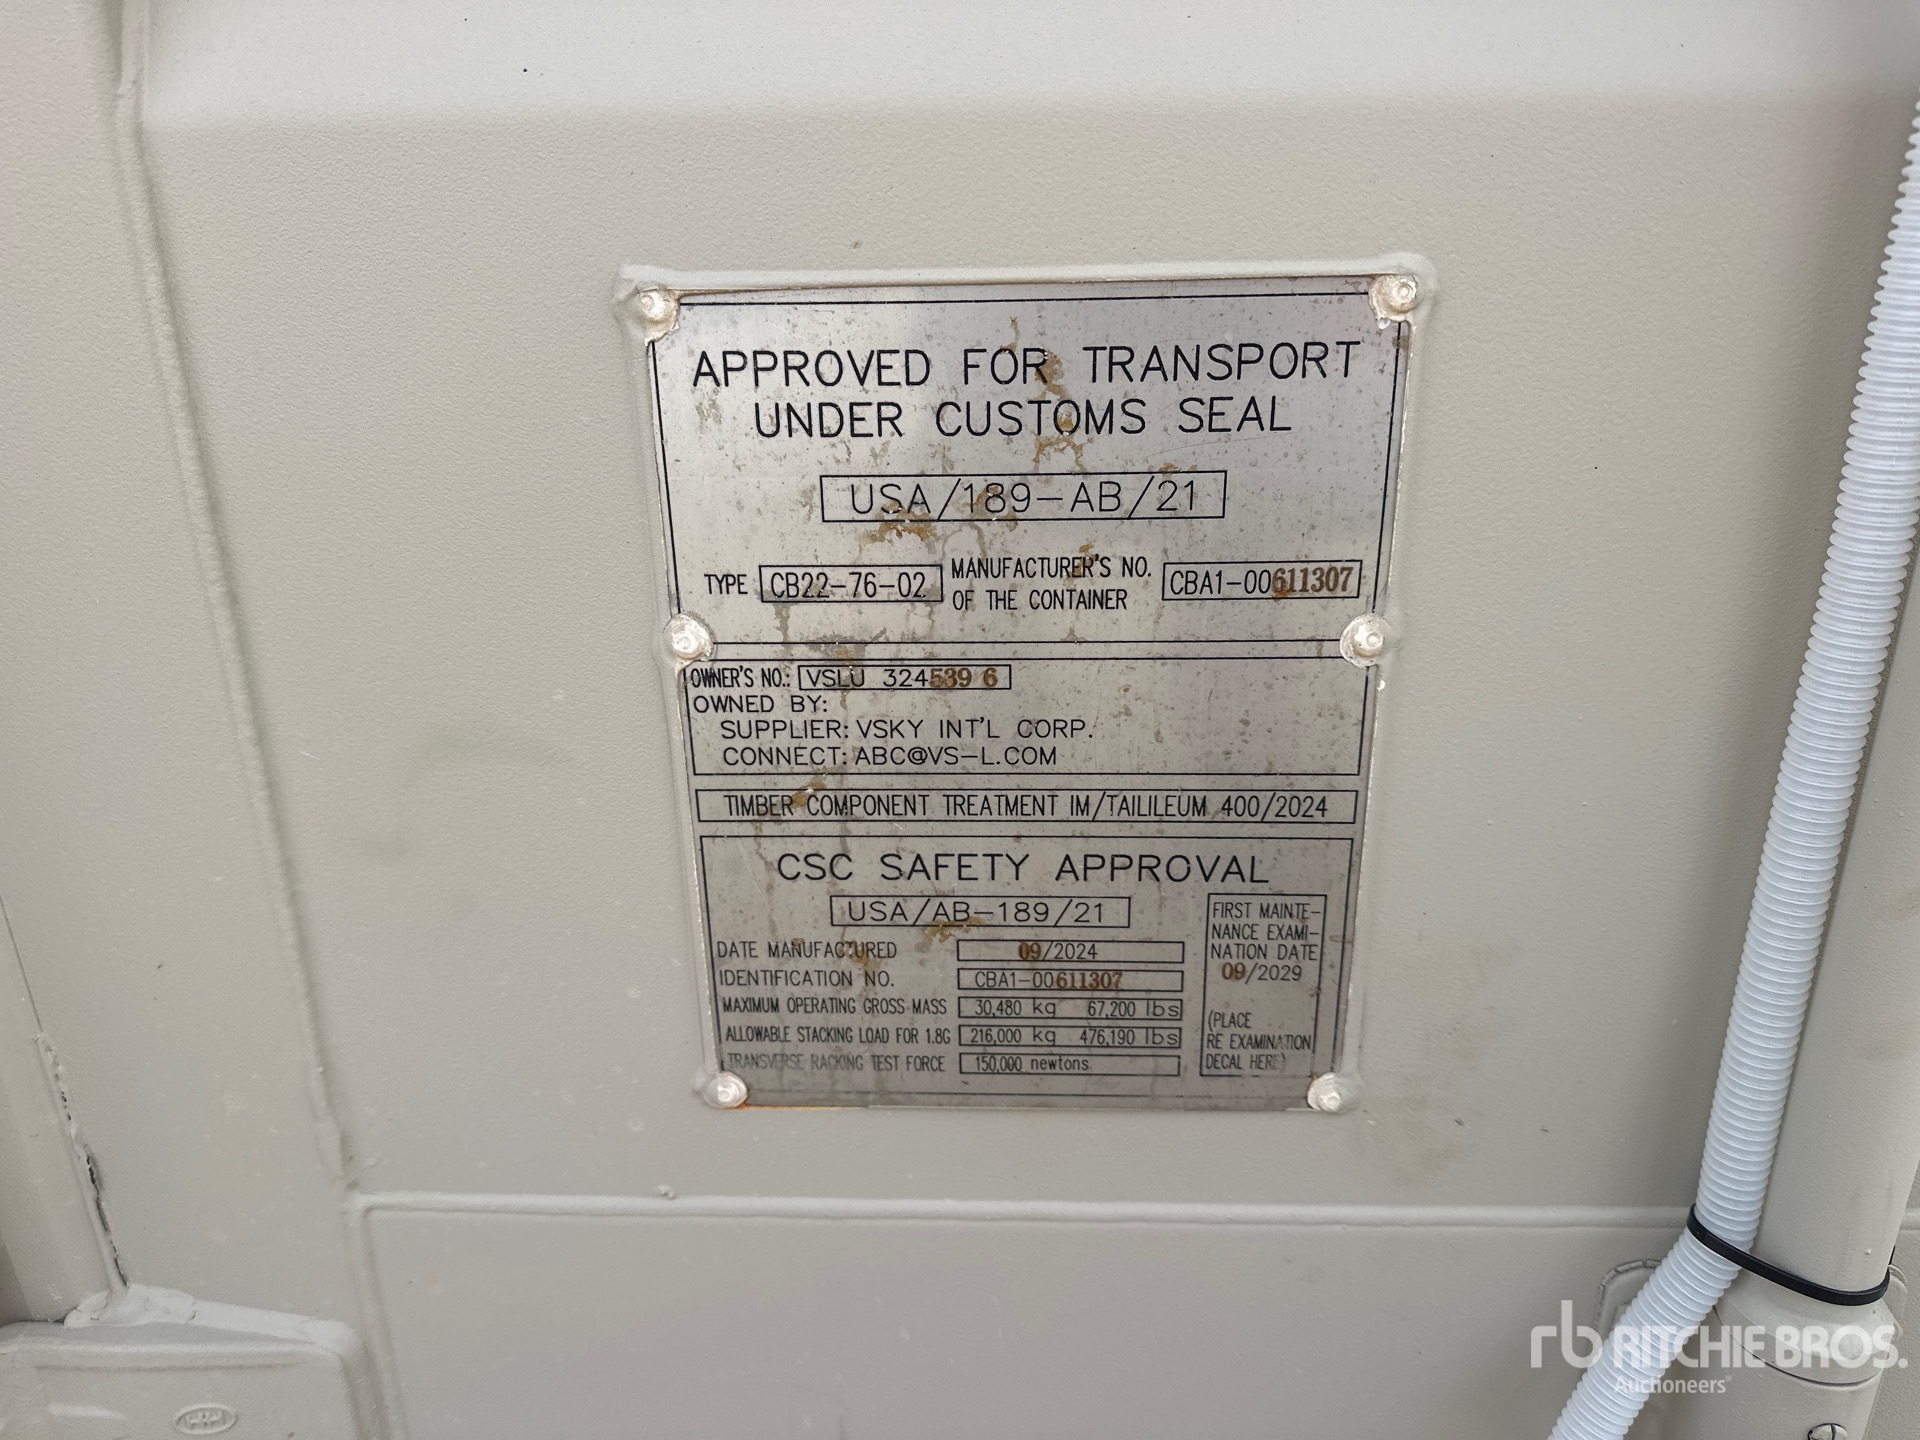 APPROVED FOR TRANSPORT
UNDER CUSTOMS SEAL
USA/189-AB/21
TYPE CB22-76-02 MANUFACTURER'S NO. OF THE CONTAINER CBA1-00611307
OWNER'S NO.: VSLU 324539 6
OWNED BY:
SUPPLIER: VSKY INT'L CORP.
CONNECT: ABC@VS-L.COM
TIMBER COMPONENT TREATMENT IM/TAILILEUM 400/2024
CSC SAFETY APPROVAL
USA/AB-189/21
DATE MANUFACTURED 09/2024
IDENTIFICATION NO. CBA1-00611307
MAXIMUM OPERATING GROSS MASS 30,480 kg 67,200 lbs
ALLOWABLE STACKING LOAD FOR 1.8G 216,000 kg 476,190 lbs
TRANSVERSE RACKING TEST FORCE 150,000 newtons
FIRST MAINTE-
NANCE EXAMI-
NATION DATE
09/2029
(PLACE
RE EXAMINATION
DECAL HERE)
rb RITCHIE BROS.
Auctioneers